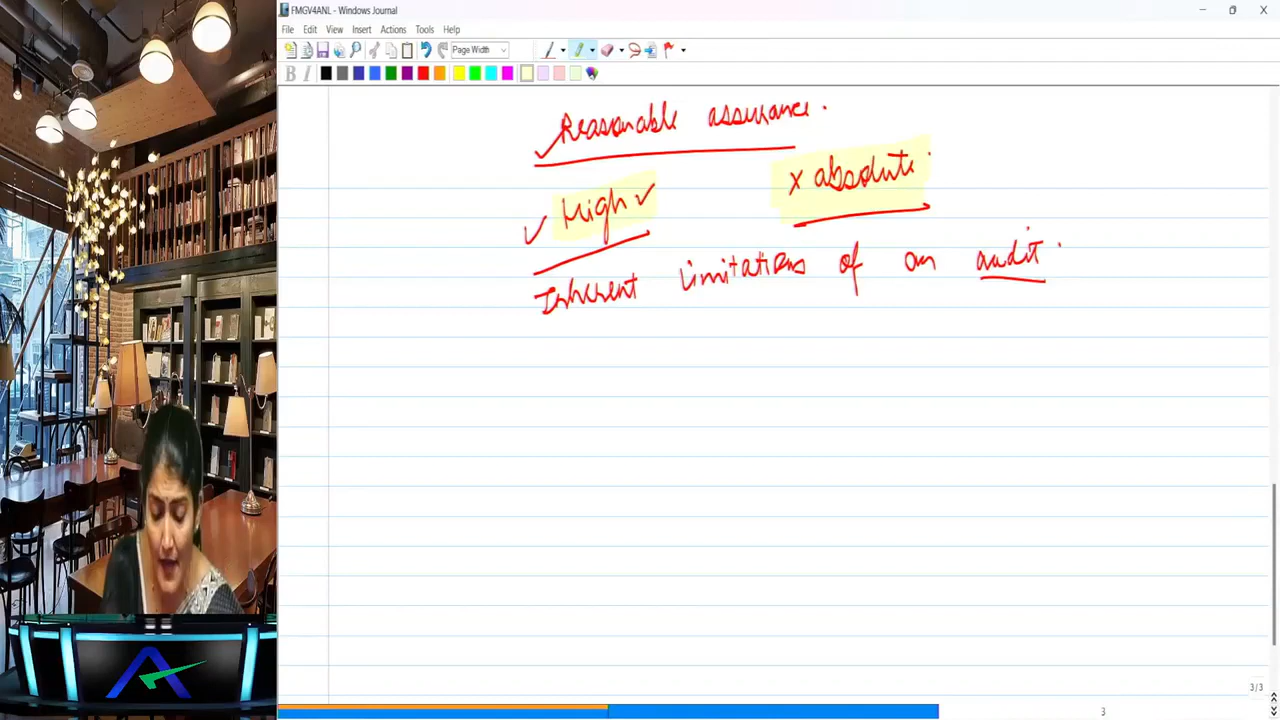 FMGV4ANL - Windows Journal
File Edit View Insert Actions Tools Help
Page Width
B I
Reasonable assurance.
✓ High ✓ x absolute.
Inherent limitations of an audit.
3/3
3